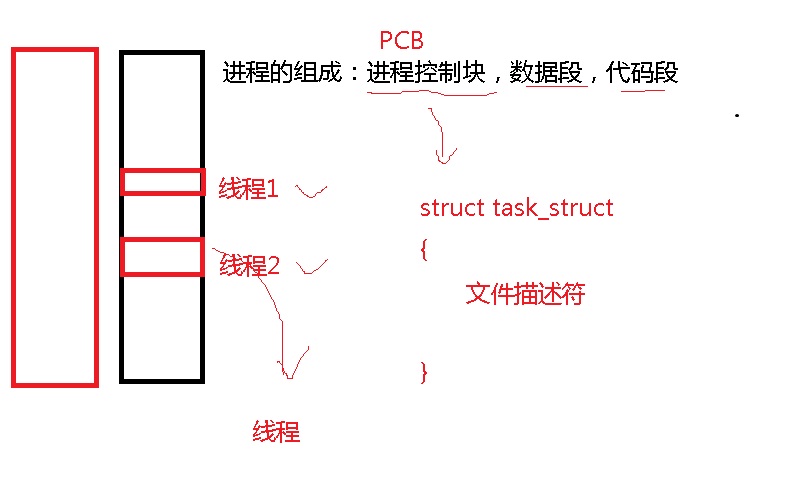 PCB
进程的组成：进程控制块，数据段，代码段
线程1
struct task_struct
{
线程2
文件描述符
}
线程